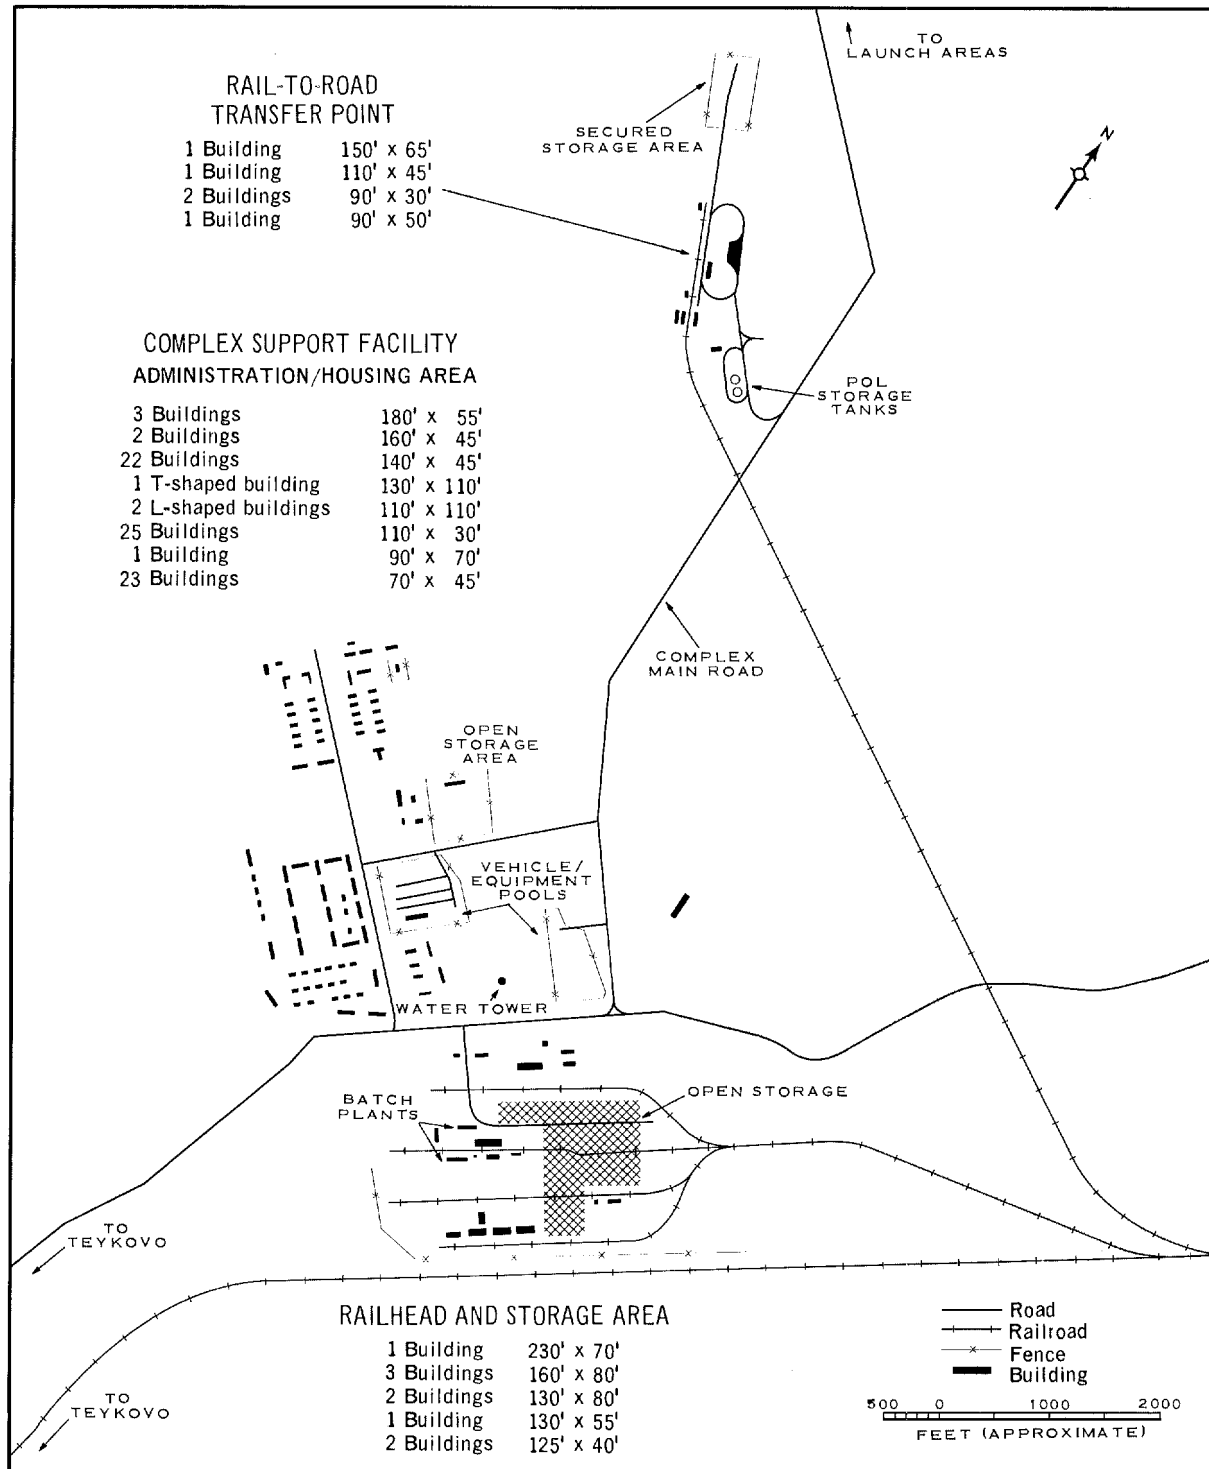 TO
LAUNCH AREAS
RAIL-TO-ROAD
TRANSFER POINT
1 Building 150' x 65'
1 Building 110' x 45'
2 Buildings 90' x 30'
1 Building 90' x 50'
SECURED
STORAGE AREA
N
COMPLEX SUPPORT FACILITY
ADMINISTRATION/HOUSING AREA
3 Buildings 180' x 55'
2 Buildings 160' x 45'
22 Buildings 140' x 45'
1 T-shaped building 130' x 110'
2 L-shaped buildings 110' x 110'
25 Buildings 110' x 30'
1 Building 90' x 70'
23 Buildings 70' x 45'
POL
STORAGE
TANKS
COMPLEX
MAIN ROAD
OPEN
STORAGE
AREA
VEHICLE/
EQUIPMENT
POOLS
WATER TOWER
BATCH
PLANTS
OPEN STORAGE
TO
TEYKOVO
RAILHEAD AND STORAGE AREA
1 Building 230' x 70'
3 Buildings 160' x 80'
2 Buildings 130' x 80'
1 Building 130' x 55'
2 Buildings 125' x 40'
TO
TEYKOVO
Road
Railroad
Fence
Building
500 0 1000 2000
FEET (APPROXIMATE)